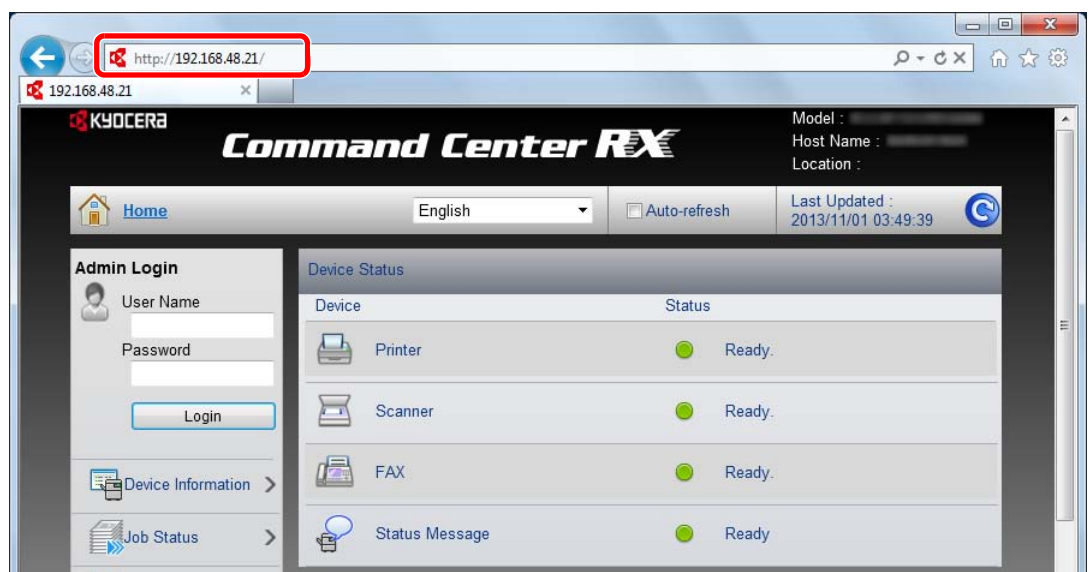 http://192.168.48.21/
192.168.48.21
KYOCERA
Command Center RX
Model :
Host Name :
Location :
Home
English
Auto-refresh
Last Updated :
2013/11/01 03:49:39
Admin Login
User Name
Password
Login
Device Information
Job Status
Device Status
Device Status
Printer Ready.
Scanner Ready.
FAX Ready.
Status Message Ready